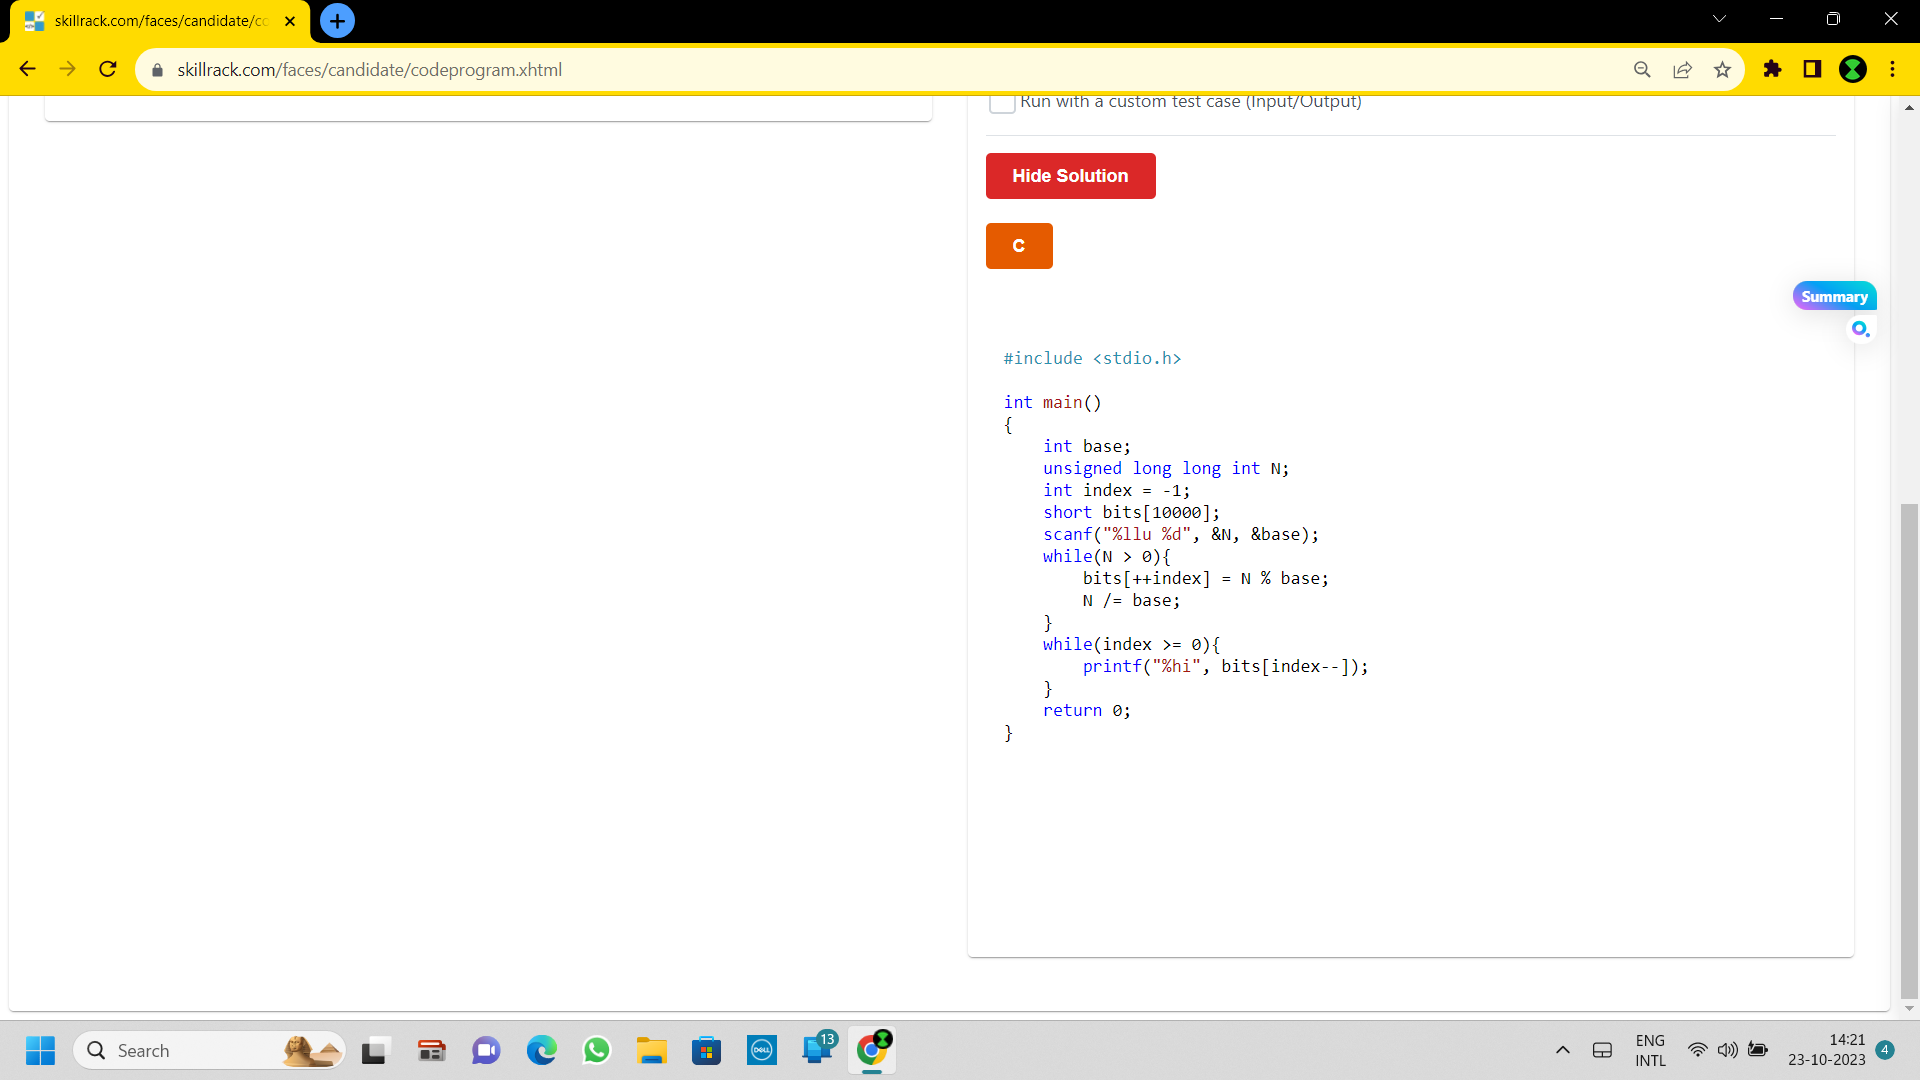 skillrack.com/faces/candidate/co
skillrack.com/faces/candidate/codeprogram.xhtml
Run with a custom test case (Input/Output)
Hide Solution
C
Summary
#include <stdio.h>
int main()
{
    int base;
    unsigned long long int N;
    int index = -1;
    short bits[10000];
    scanf("%llu %d", &N, &base);
    while(N > 0){
        bits[++index] = N % base;
        N /= base;
    }
    while(index >= 0){
        printf("%hi", bits[index--]);
    }
    return 0;
}
Search
DELL
13
ENG
INTL
14:21
23-10-2023
4